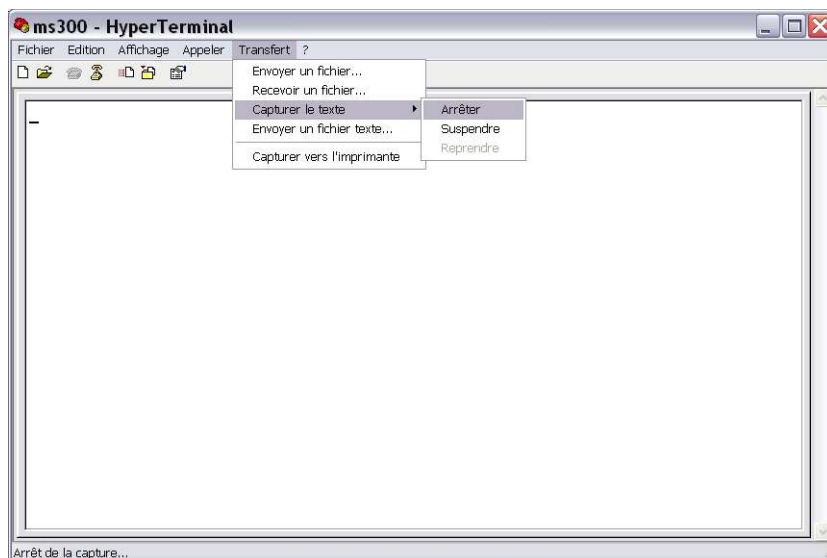 ms300 - HyperTerminal
Fichier Edition Affichage Appeler Transfert ?
Envoyer un fichier...
Recevoir un fichier...
Capturer le texte
Arrêter
Envoyer un fichier texte...
Suspendre
Reprendre
Capturer vers l'imprimante
Arrêt de la capture...